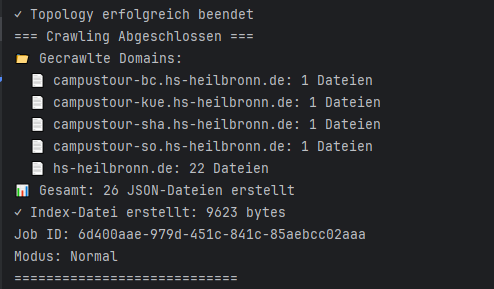 ✓ Topology erfolgreich beendet
=== Crawling Abgeschlossen ===
📂 Gecrawlte Domains:
📄 campustour-bc.hs-heilbronn.de: 1 Dateien
📄 campustour-kue.hs-heilbronn.de: 1 Dateien
📄 campustour-sha.hs-heilbronn.de: 1 Dateien
📄 campustour-so.hs-heilbronn.de: 1 Dateien
📄 hs-heilbronn.de: 22 Dateien
📊 Gesamt: 26 JSON-Dateien erstellt
✓ Index-Datei erstellt: 9623 bytes
Job ID: 6d400aae-979d-451c-841c-85aebcc02aaa
Modus: Normal
============================